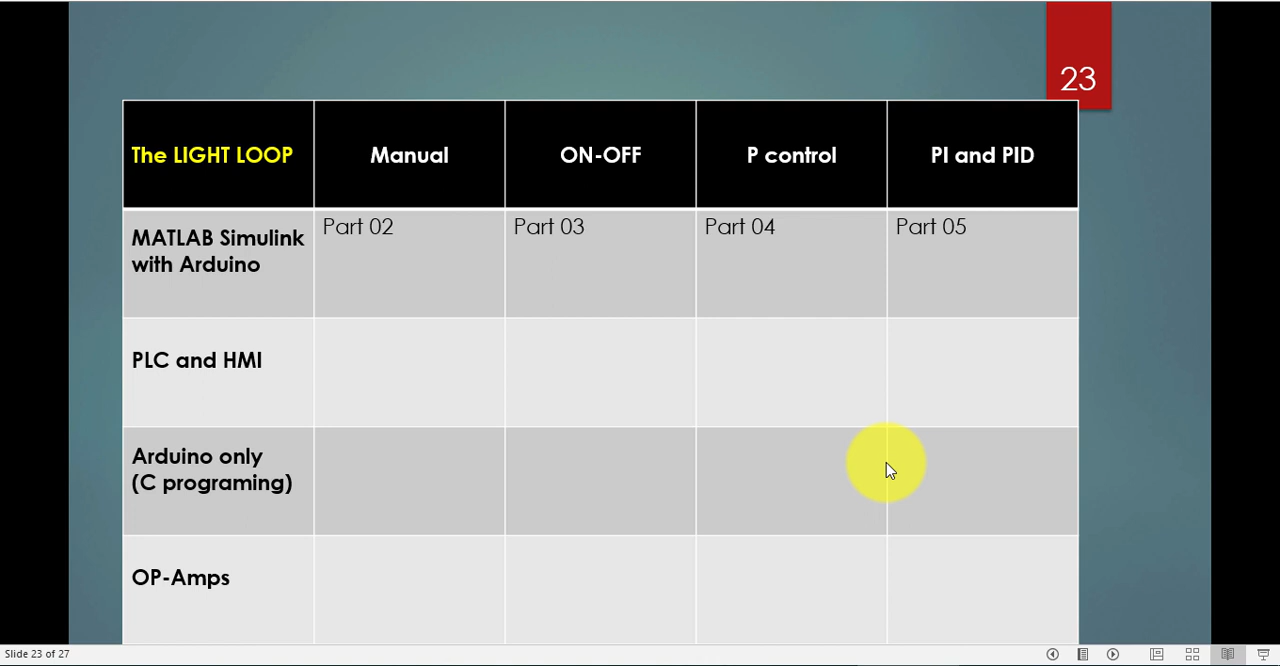 23
The LIGHT LOOP Manual ON-OFF P control PI and PID
Part 02 Part 03 Part 04 Part 05
MATLAB Simulink
with Arduino
PLC and HMI
Arduino only
(C programing)
OP-Amps
Slide 23 of 27